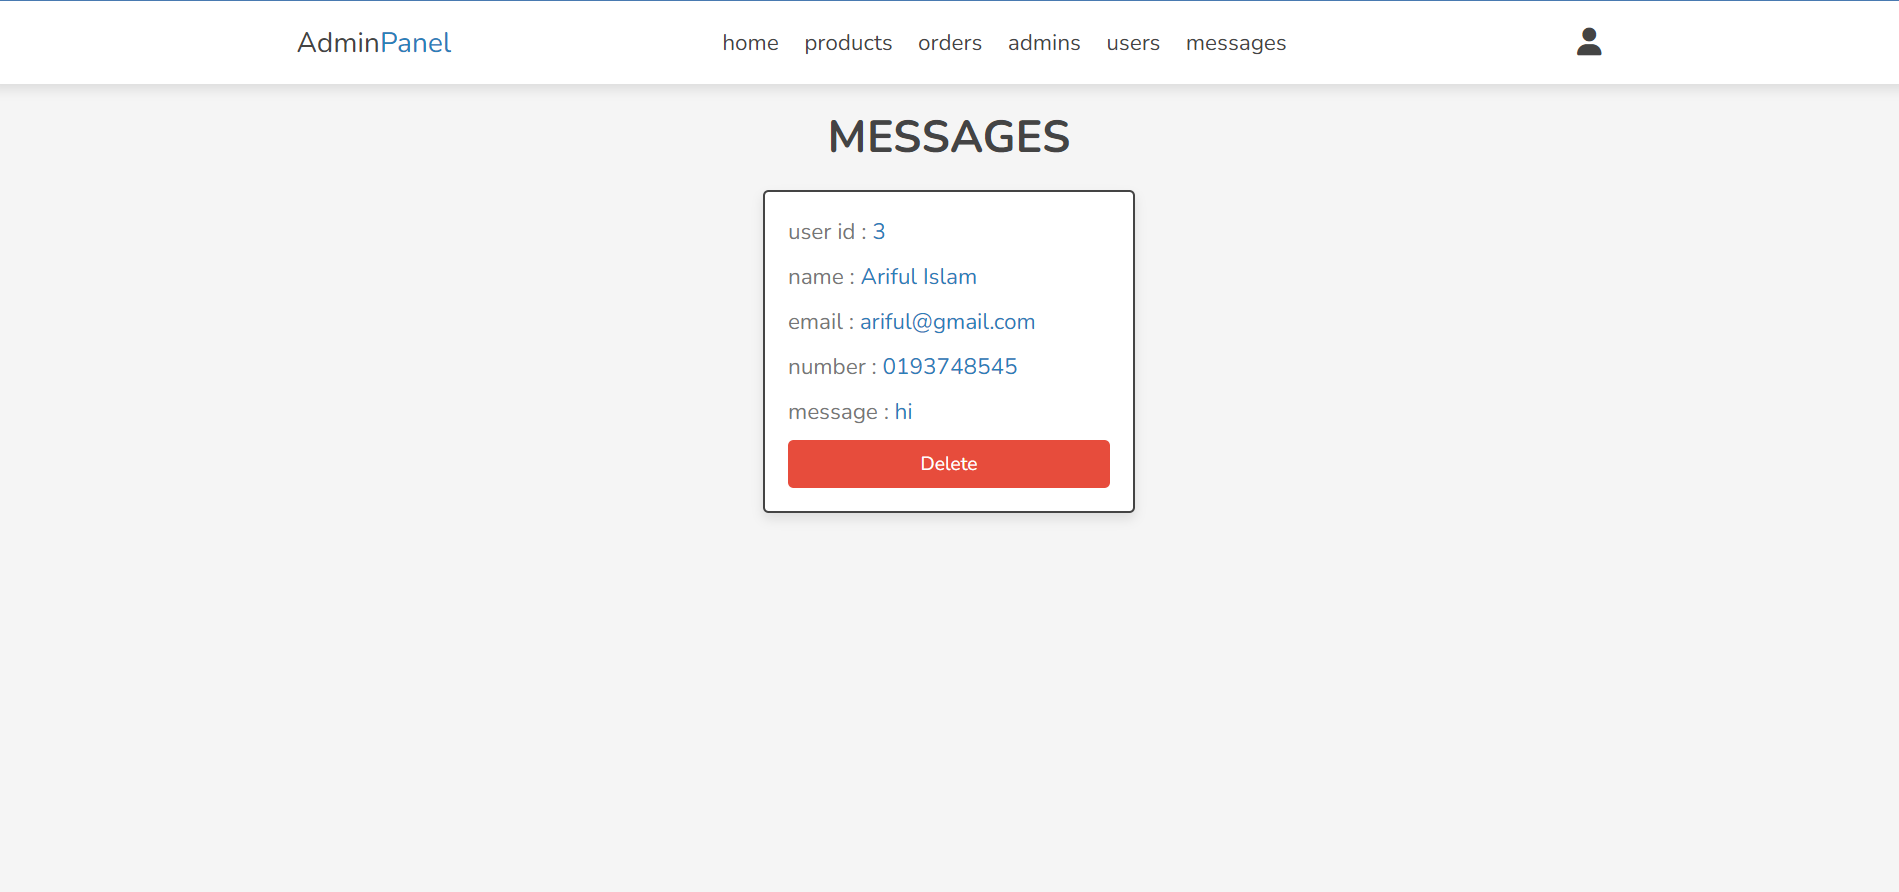 AdminPanel home products orders admins users messages
MESSAGES
user id : 3
name : Ariful Islam
email : ariful@gmail.com
number : 0193748545
message : hi
Delete